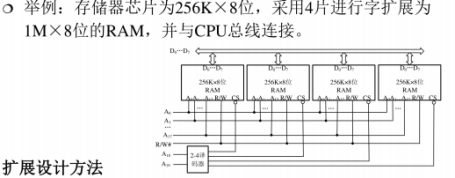 举例：存储器芯片为256K×8位，采用4片进行字扩展为
1M×8位的RAM，并与CPU总线连接。
D₀…D₇
D₀…D₇ D₀…D₇ D₀…D₇ D₀…D₇
256K×8位 256K×8位 256K×8位 256K×8位
RAM RAM RAM RAM
R/W CS R/W CS R/W CS R/W CS
A₀
A₁
…
A₁₇
R/W#
A₁₈
A₁₉
2-4译
码器
扩展设计方法